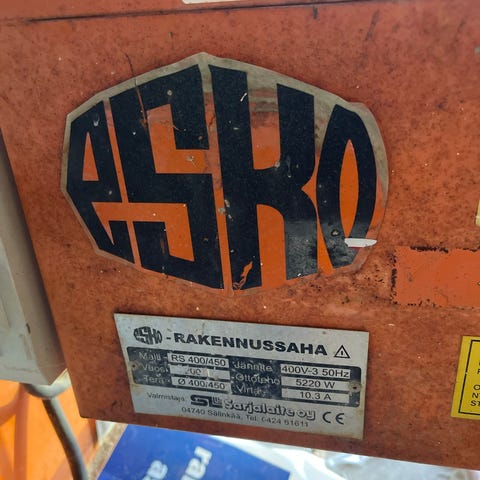 esko
esko -RAKENNUSSAHA
Malli RS 400/450 Jännite 400V-3 50Hz
Vuosi Ottoteho 5220 W
Terä Ø 400/450 Virta 10.3 A
Valmistaja Sarjalaite oy
04740 Sälinkää, Tel. 0424 61611 CE